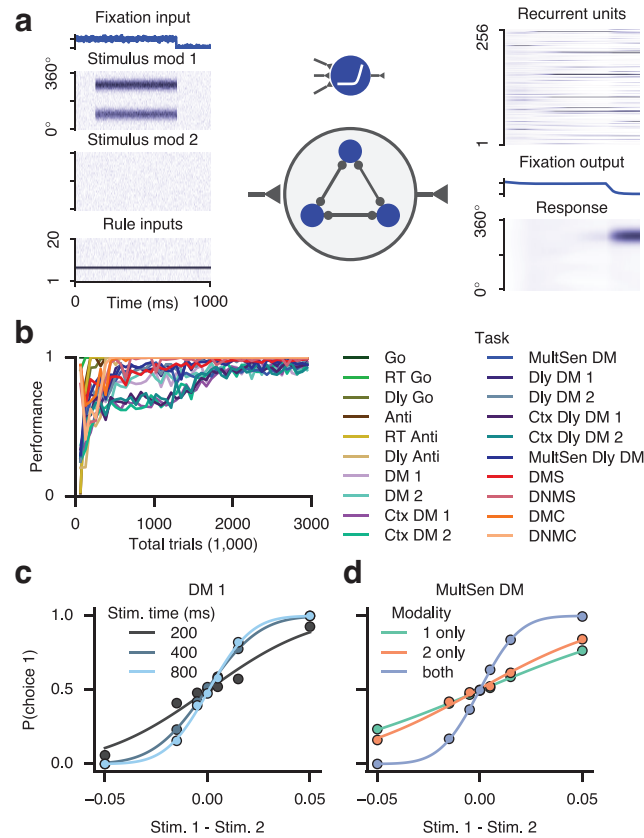 a
Fixation input
Stimulus mod 1
360°
0°
Stimulus mod 2
Rule inputs
20
1
0
1000
Time (ms)
Recurrent units
256
1
Fixation output
Response
360°
0°
b
1
0
Performance
0
1000
2000
3000
Total trials (1,000)
Task
Go
RT Go
Dly Go
Anti
RT Anti
Dly Anti
DM 1
DM 2
Ctx DM 1
Ctx DM 2
MultSen DM
Dly DM 1
Dly DM 2
Ctx Dly DM 1
Ctx Dly DM 2
MultSen Dly DM
DMS
DNMS
DMC
DNMC
c
DM 1
Stim. time (ms)
200
400
800
1.0
0.5
0.0
P(choice 1)
−0.05
0.00
0.05
Stim. 1 - Stim. 2
d
MultSen DM
Modality
1 only
2 only
both
−0.05
0.00
0.05
Stim. 1 - Stim. 2